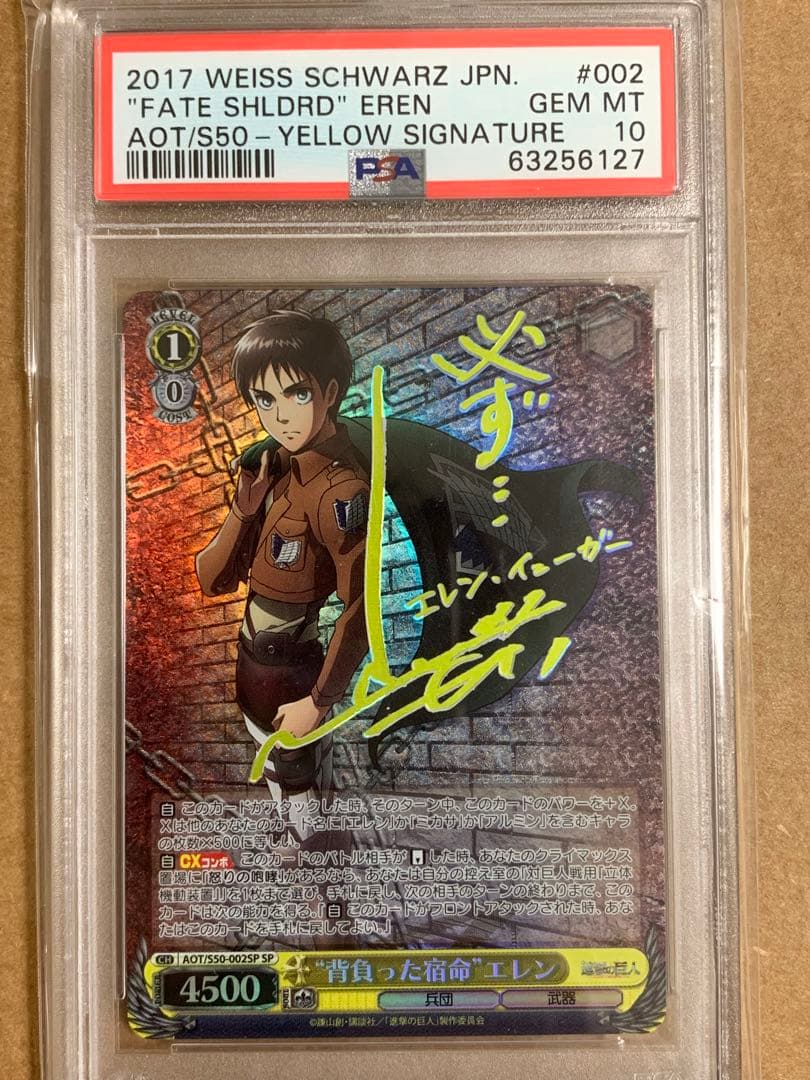 2017 WEISS SCHWARZ JPN. #002
"FATE SHLDRD" EREN GEM MT
AOT/S50-YELLOW SIGNATURE 10
63256127
PSA
LEVEL
1
0
COST
必ず…
エレン・イェーガー
自 このカードがアタックした時、そのターン中、このカードのパワーを+X。
Xは他のあなたのカード名に「エレン」か「ミカサ」か「アルミン」を含むキャラ
の枚数×500に等しい。
自 CXコンボ このカードのバトル相手が した時、あなたのクライマックス
置場に「怒りの咆哮」があるなら、あなたは自分の控え室の「対巨人戦用「立体
機動装置」」を1枚まで選び、手札に戻し、次の相手のターンの終わりまで、こ
のカードは次の能力を得る。『自 このカードがフロントアタックされた時、あな
たはこのカードを手札に戻してよい。』
CH AOT/S50-002SP SP
"背負った宿命"エレン
進撃の巨人
POWER
4500
SOUL
兵団 武器
©諫山創・講談社／「進撃の巨人」製作委員会